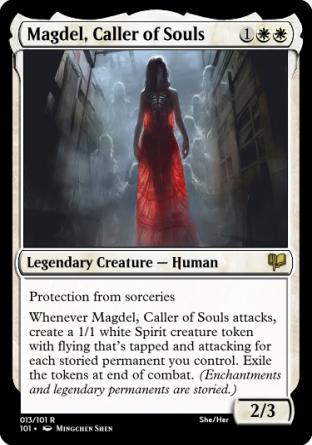 Magdel, Caller of Souls 1
Legendary Creature — Human
Protection from sorceries
Whenever Magdel, Caller of Souls attacks,
create a 1/1 white Spirit creature token
with flying that's tapped and attacking for
each storied permanent you control. Exile
the tokens at end of combat. (Enchantments
and legendary permanents are storied.)
2/3
013/101 R She/Her
101 • Mingchen Shen